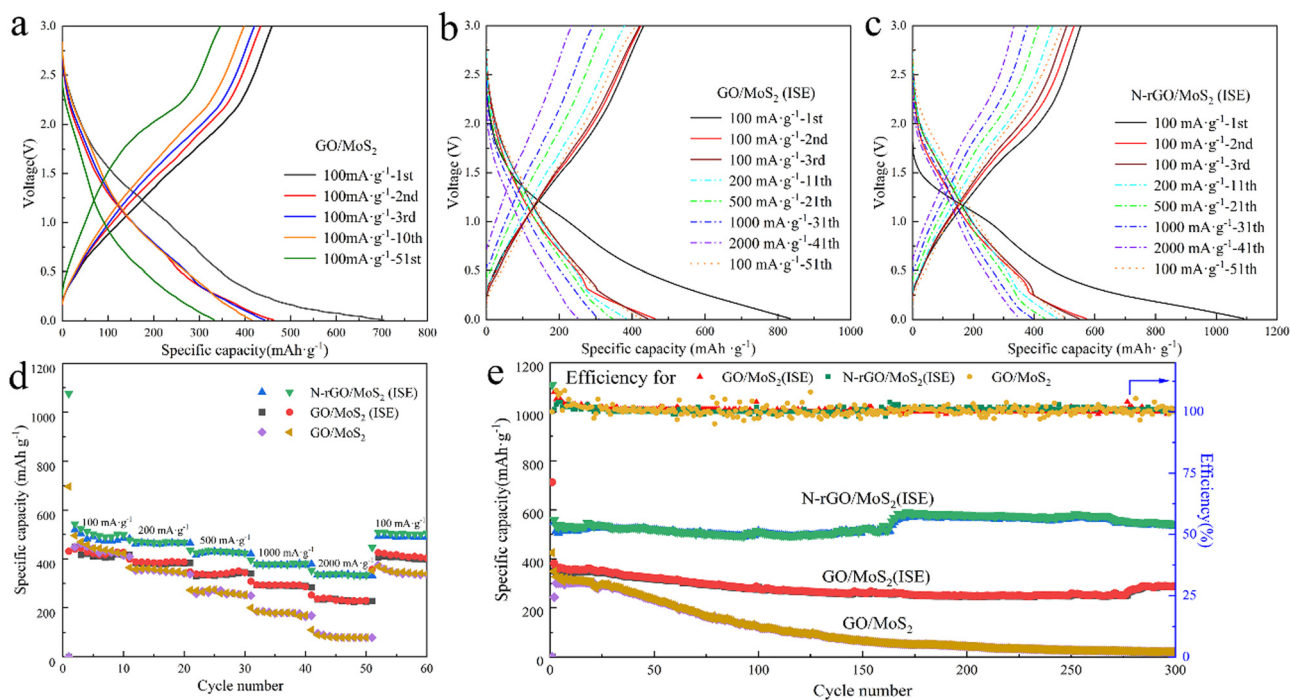 a
3.0
2.5
2.0
1.5
1.0
0.5
0.0
Voltage(V)
GO/MoS₂
100mA·g⁻¹-1st
100mA·g⁻¹-2nd
100mA·g⁻¹-3rd
100mA·g⁻¹-10th
100mA·g⁻¹-51st
0 100 200 300 400 500 600 700 800
Specific capacity(mAh·g⁻¹)
b
3.0
2.5
2.0
1.5
1.0
0.5
0.0
Voltage (V)
GO/MoS₂ (ISE)
100 mA·g⁻¹-1st
100 mA·g⁻¹-2nd
100 mA·g⁻¹-3rd
200 mA·g⁻¹-11th
500 mA·g⁻¹-21th
1000 mA·g⁻¹-31th
2000 mA·g⁻¹-41th
100 mA·g⁻¹-51th
0 200 400 600 800 1000
Specific capacity (mAh ·g⁻¹)
c
3.0
2.5
2.0
1.5
1.0
0.5
0.0
Voltage (V)
N-rGO/MoS₂ (ISE)
100 mA·g⁻¹-1st
100 mA·g⁻¹-2nd
100 mA·g⁻¹-3rd
200 mA·g⁻¹-11th
500 mA·g⁻¹-21th
1000 mA·g⁻¹-31th
2000 mA·g⁻¹-41th
100 mA·g⁻¹-51th
0 200 400 600 800 1000 1200
Specific capacity (mAh ·g⁻¹)
d
1200
1000
800
600
400
200
0
Specific capacity (mAh g⁻¹)
N-rGO/MoS₂ (ISE)
GO/MoS₂ (ISE)
GO/MoS₂
100 mA·g⁻¹
200 mA·g⁻¹
500 mA·g⁻¹
1000 mA·g⁻¹
2000 mA·g⁻¹
100 mA·g⁻¹
0 10 20 30 40 50 60
Cycle number
e
1200
1000
800
600
400
200
0
Specific capacity(mAh·g⁻¹)
Efficiency for GO/MoS₂(ISE) N-rGO/MoS₂(ISE) GO/MoS₂
N-rGO/MoS₂(ISE)
GO/MoS₂(ISE)
GO/MoS₂
100
75
50
25
0
Efficiency(%)
0 50 100 150 200 250 300
Cycle number